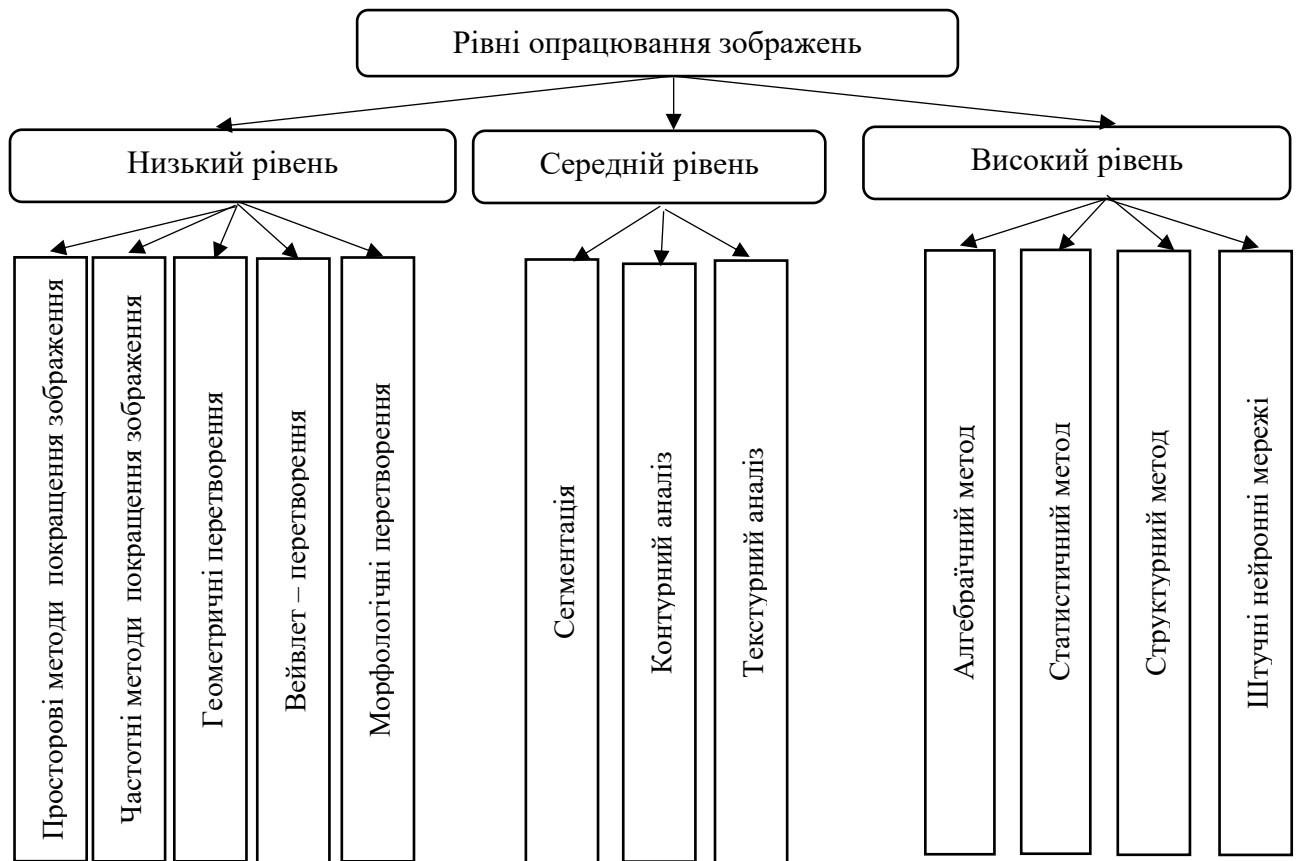 Рівні опрацювання зображень
Низький рівень
Середній рівень
Високий рівень
Просторові методи покращення зображення
Частотні методи покращення зображення
Геометричні перетворення
Вейвлет – перетворення
Морфологічні перетворення
Сегментація
Контурний аналіз
Текстурний аналіз
Алгебраїчний метод
Статистичний метод
Структурний метод
Штучні нейронні мережі